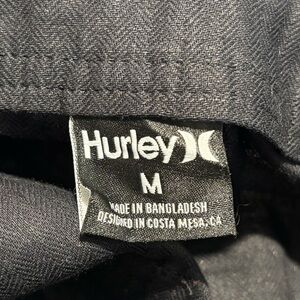 Hurley
M
MADE IN BANGLADESH
DESIGNED IN COSTA MESA, CA